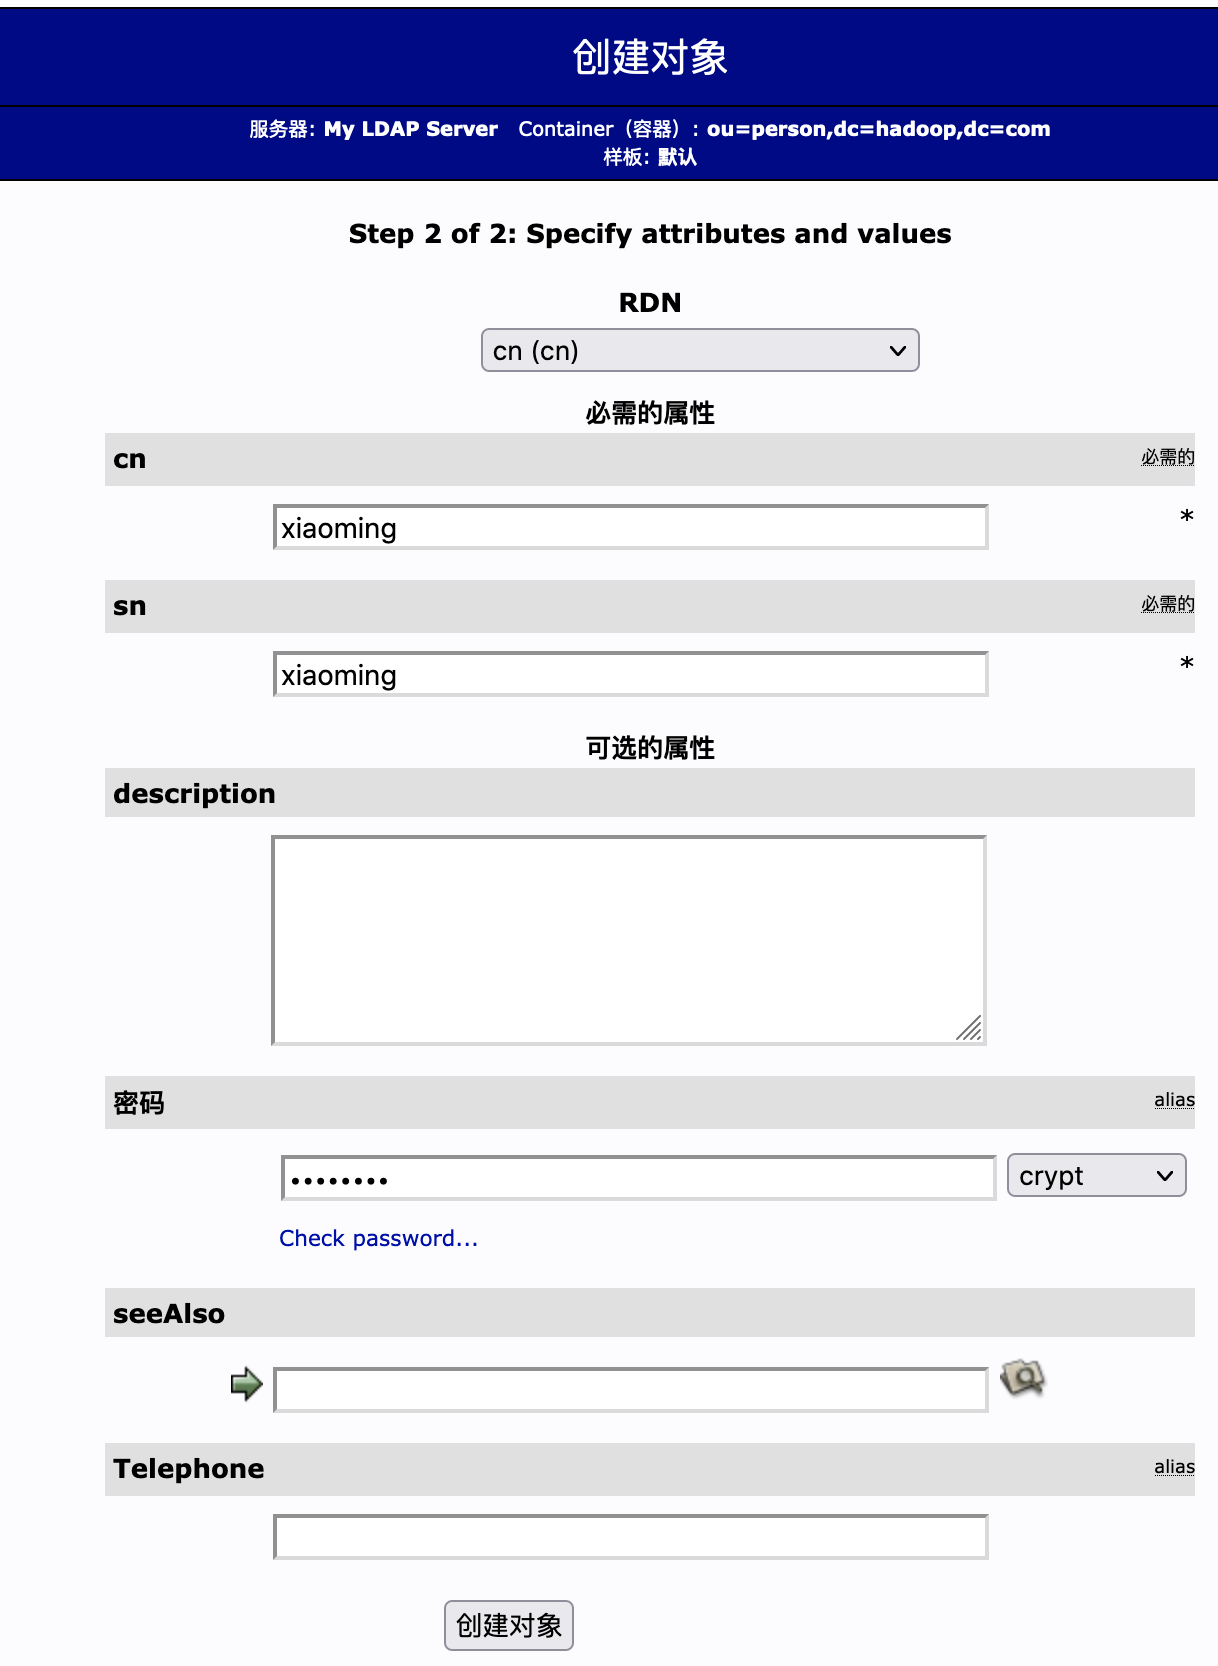 创建对象
服务器: My LDAP Server Container（容器）: ou=person,dc=hadoop,dc=com
样板: 默认
Step 2 of 2: Specify attributes and values
RDN
cn (cn)
必需的属性
cn 必需的
xiaoming *
sn 必需的
xiaoming *
可选的属性
description
密码 alias
•••••••• crypt
Check password...
seeAlso
Telephone alias
创建对象